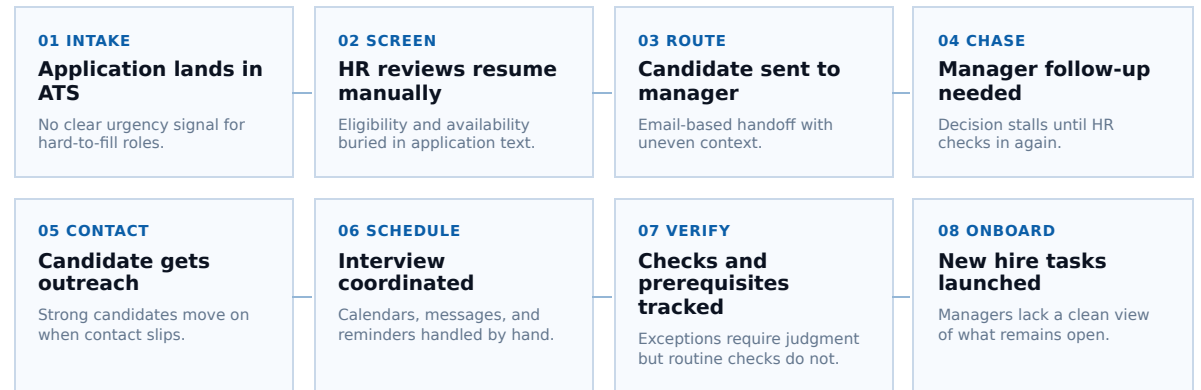 01 INTAKE
Application lands in
ATS
No clear urgency signal for
hard-to-fill roles.
02 SCREEN
HR reviews resume
manually
Eligibility and availability
buried in application text.
03 ROUTE
Candidate sent to
manager
Email-based handoff with
uneven context.
04 CHASE
Manager follow-up
needed
Decision stalls until HR
checks in again.
05 CONTACT
Candidate gets
outreach
Strong candidates move on
when contact slips.
06 SCHEDULE
Interview
coordinated
Calendars, messages, and
reminders handled by hand.
07 VERIFY
Checks and
prerequisites
tracked
Exceptions require judgment
but routine checks do not.
08 ONBOARD
New hire tasks
launched
Managers lack a clean view
of what remains open.